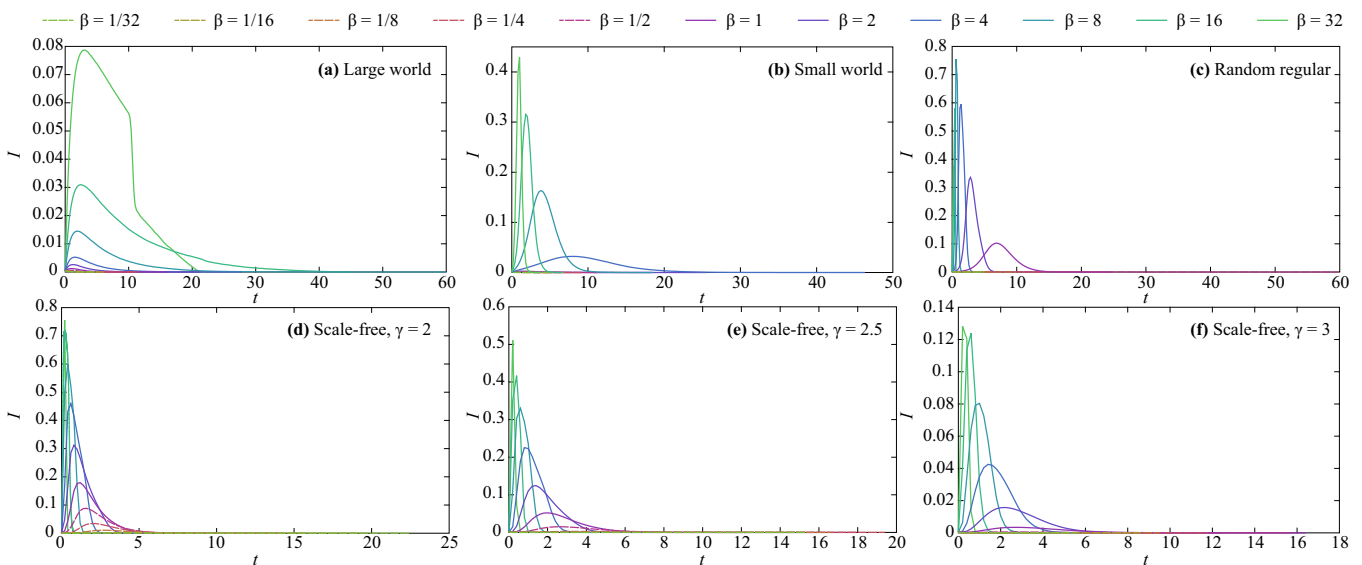 β = 1/32 β = 1/16 β = 1/8 β = 1/4 β = 1/2 β = 1 β = 2 β = 4 β = 8 β = 16 β = 32
(a) Large world
I
0.08
0.07
0.06
0.05
0.04
0.03
0.02
0.01
0
0 10 20 30 40 50 60
t
(b) Small world
I
0.4
0.3
0.2
0.1
0
0 10 20 30 40 50
t
(c) Random regular
I
0.8
0.7
0.6
0.5
0.4
0.3
0.2
0.1
0
0 10 20 30 40 50 60
t
(d) Scale-free, γ = 2
I
0.8
0.7
0.6
0.5
0.4
0.3
0.2
0.1
0
0 5 10 15 20 25
t
(e) Scale-free, γ = 2.5
I
0.6
0.5
0.4
0.3
0.2
0.1
0
0 2 4 6 8 10 12 14 16 18 20
t
(f) Scale-free, γ = 3
I
0.14
0.12
0.10
0.08
0.06
0.04
0.02
0
0 2 4 6 8 10 12 14 16 18
t